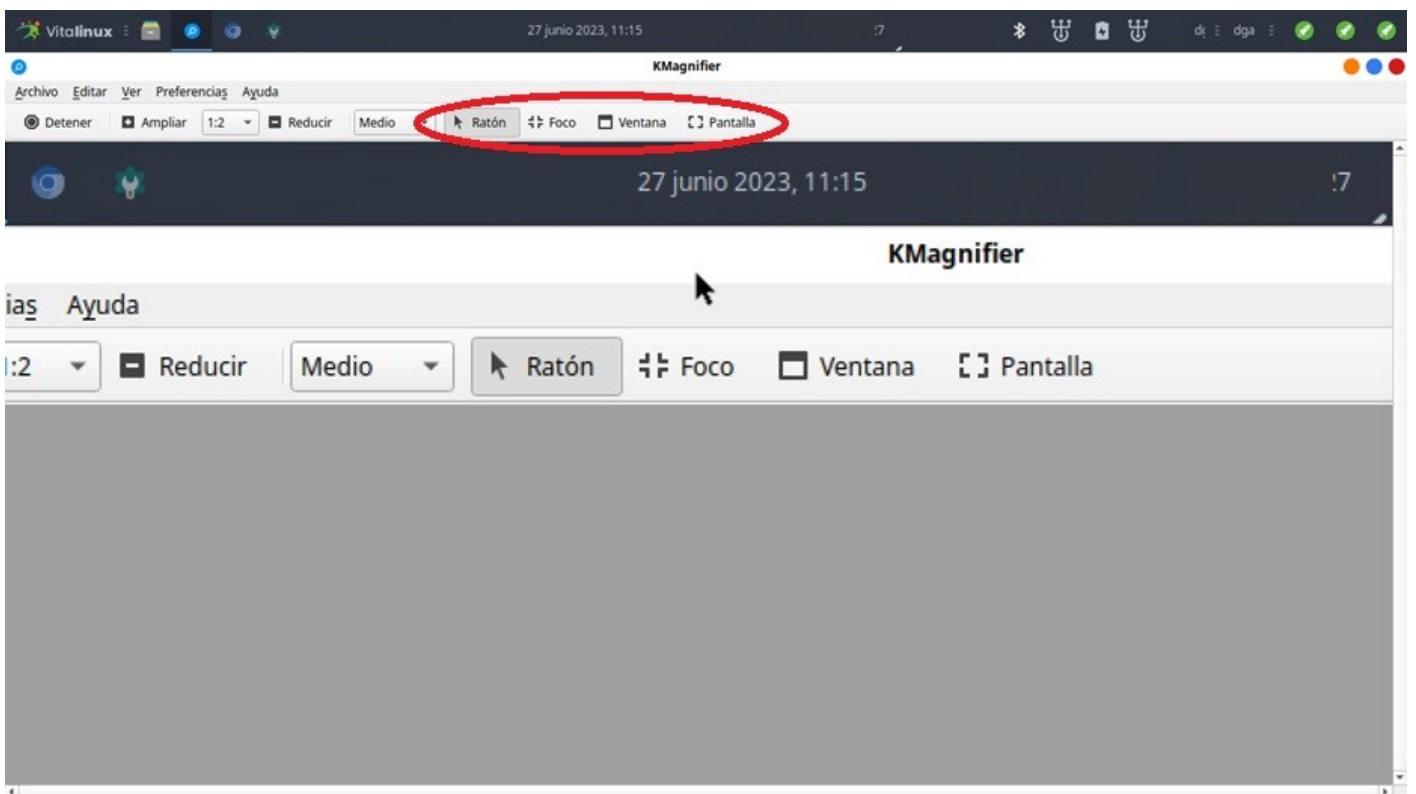 Vitalinux 27 junio 2023, 11:15 :7 dga
KMagnifier
Archivo Editar Ver Preferencias Ayuda
Detener Ampliar 1:2 Reducir Medio Ratón Foco Ventana Pantalla
27 junio 2023, 11:15
KMagnifier
ias Ayuda
:2 Reducir Medio Ratón Foco Ventana Pantalla